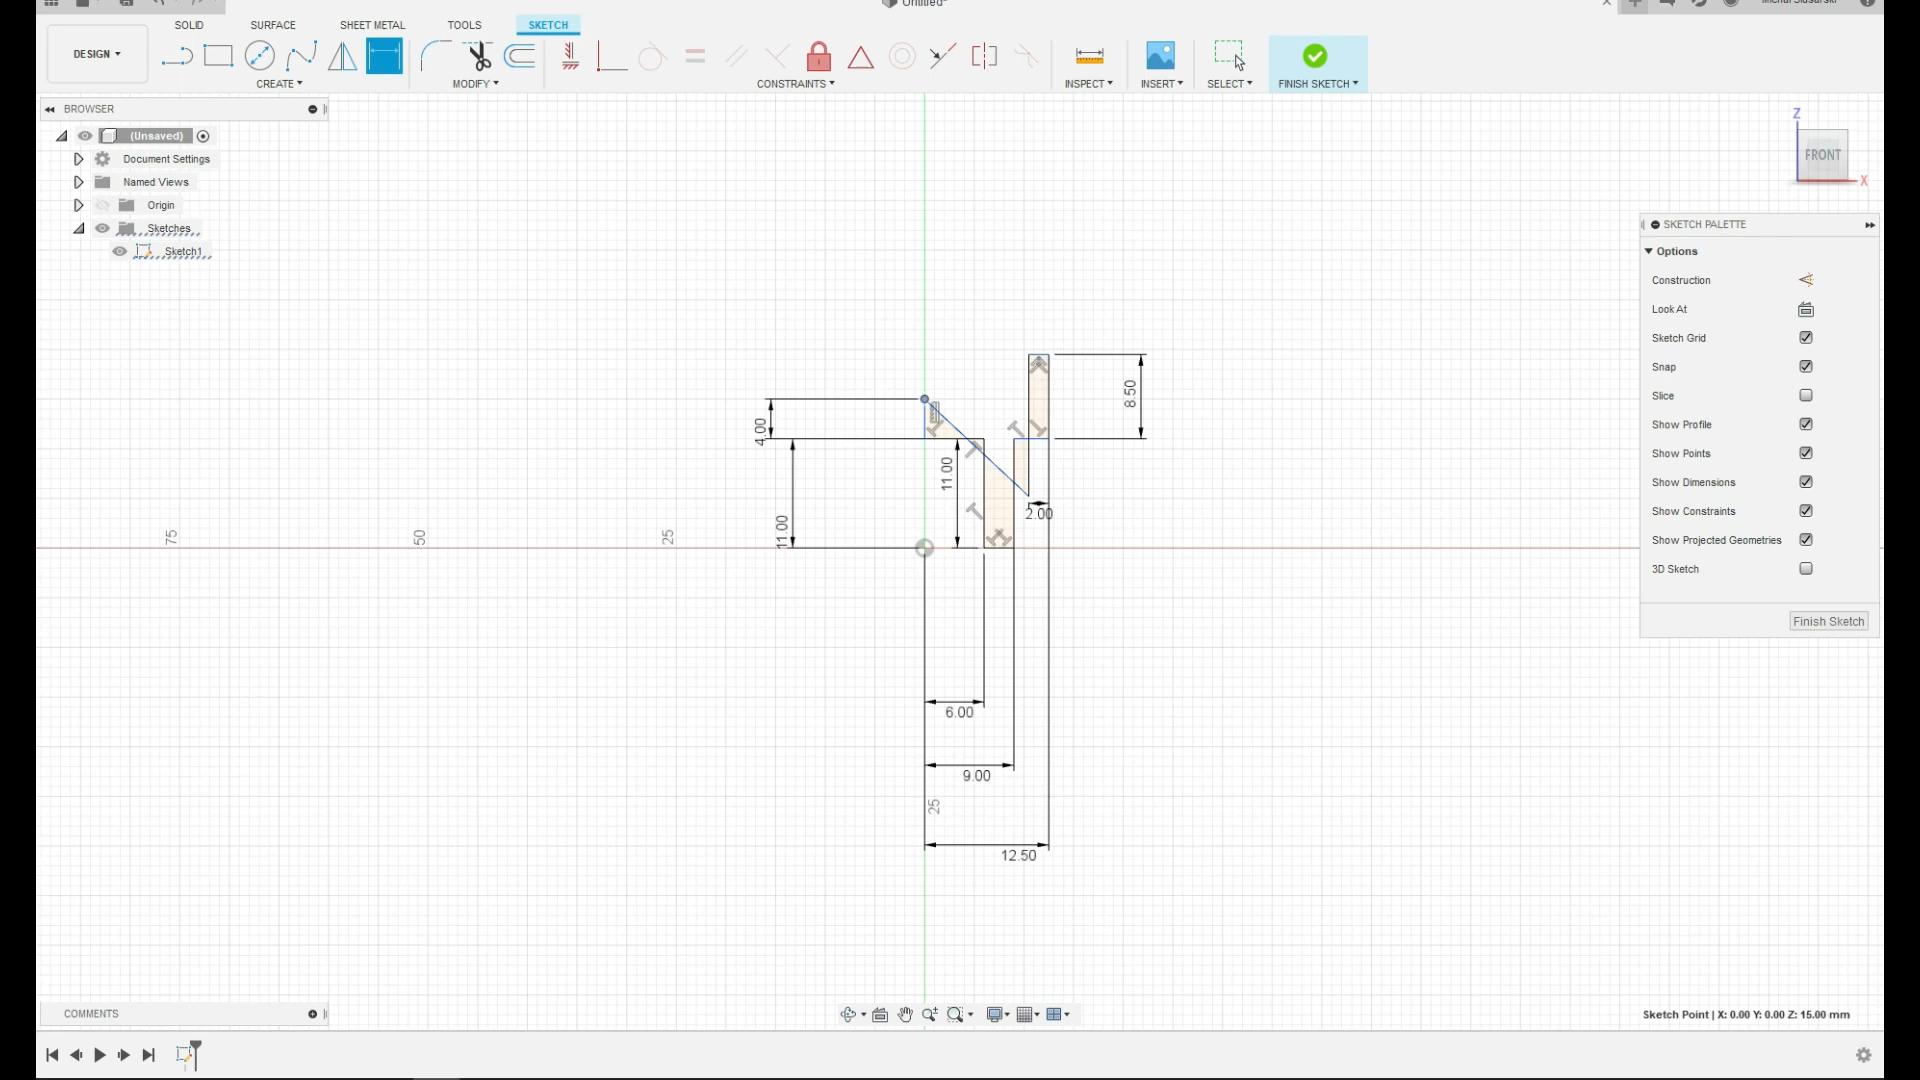 Untitled*
SOLID SURFACE SHEET METAL TOOLS SKETCH
DESIGN
CREATE MODIFY CONSTRAINTS INSPECT INSERT SELECT FINISH SKETCH
BROWSER
(Unsaved)
Document Settings
Named Views
Origin
Sketches
Sketch1
Z
FRONT
X
SKETCH PALETTE
Options
Construction
Look At
Sketch Grid
Snap
Slice
Show Profile
Show Points
Show Dimensions
Show Constraints
Show Projected Geometries
3D Sketch
Finish Sketch
8.50
4.00
11.00
11.00
2.00
75
50
25
6.00
9.00
25
12.50
COMMENTS
Sketch Point | X: 0.00 Y: 0.00 Z: 15.00 mm